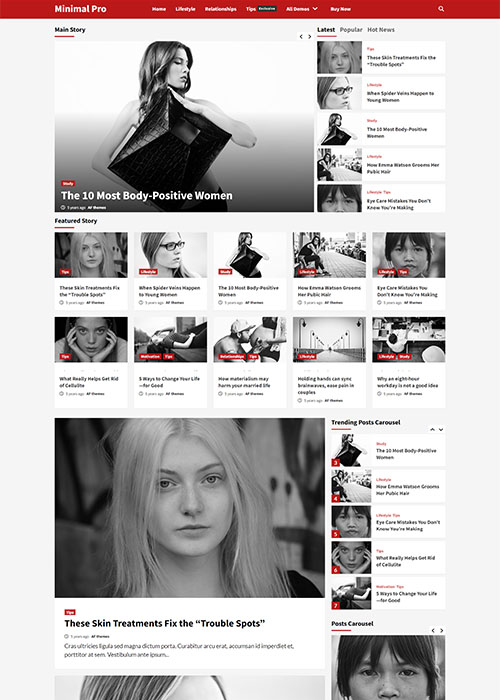 Minimal Pro
Home Lifestyle Relationships Tips Exclusive All Demos Buy Now
Main Story
Study
The 10 Most Body-Positive Women
5 years ago AF themes
Latest Popular Hot News
Tips
These Skin Treatments Fix the
“Trouble Spots”
Lifestyle
When Spider Veins Happen to
Young Women
Study
The 10 Most Body-Positive
Women
Lifestyle
How Emma Watson Grooms Her
Pubic Hair
Lifestyle Tips
Eye Care Mistakes You Don't
Know You're Making
Featured Story
Tips
These Skin Treatments Fix
the “Trouble Spots”
5 years ago AF themes
Lifestyle
When Spider Veins Happen
to Young Women
5 years ago AF themes
Study
The 10 Most Body-Positive
Women
5 years ago AF themes
Lifestyle
How Emma Watson Grooms
Her Pubic Hair
5 years ago AF themes
Lifestyle Tips
Eye Care Mistakes You
Don't Know You're Making
5 years ago AF themes
Tips
What Really Helps Get Rid
of Cellulite
5 years ago AF themes
Motivation Tips
5 Ways to Change Your Life
—for Good
5 years ago AF themes
Relationships Tips
How materialism may
harm your married life
5 years ago AF themes
Lifestyle
Holding hands can sync
brainwaves, ease pain in
couples
5 years ago AF themes
Lifestyle Study
Why an eight-hour
workday is not a good idea
5 years ago AF themes
Tips
These Skin Treatments Fix the “Trouble Spots”
5 years ago AF themes
Cras ultricies ligula sed magna dictum porta. Curabitur arcu erat, accumsan id imperdiet et,
porttitor at sem. Vestibulum ante ipsum...
Trending Posts Carousel
3
Study
The 10 Most Body-Positive
Women
4
Lifestyle
How Emma Watson Grooms
Her Pubic Hair
5
Lifestyle Tips
Eye Care Mistakes You Don't
Know You're Making
6
Tips
What Really Helps Get Rid
of Cellulite
7
Motivation Tips
5 Ways to Change Your Life
—for Good
Posts Carousel